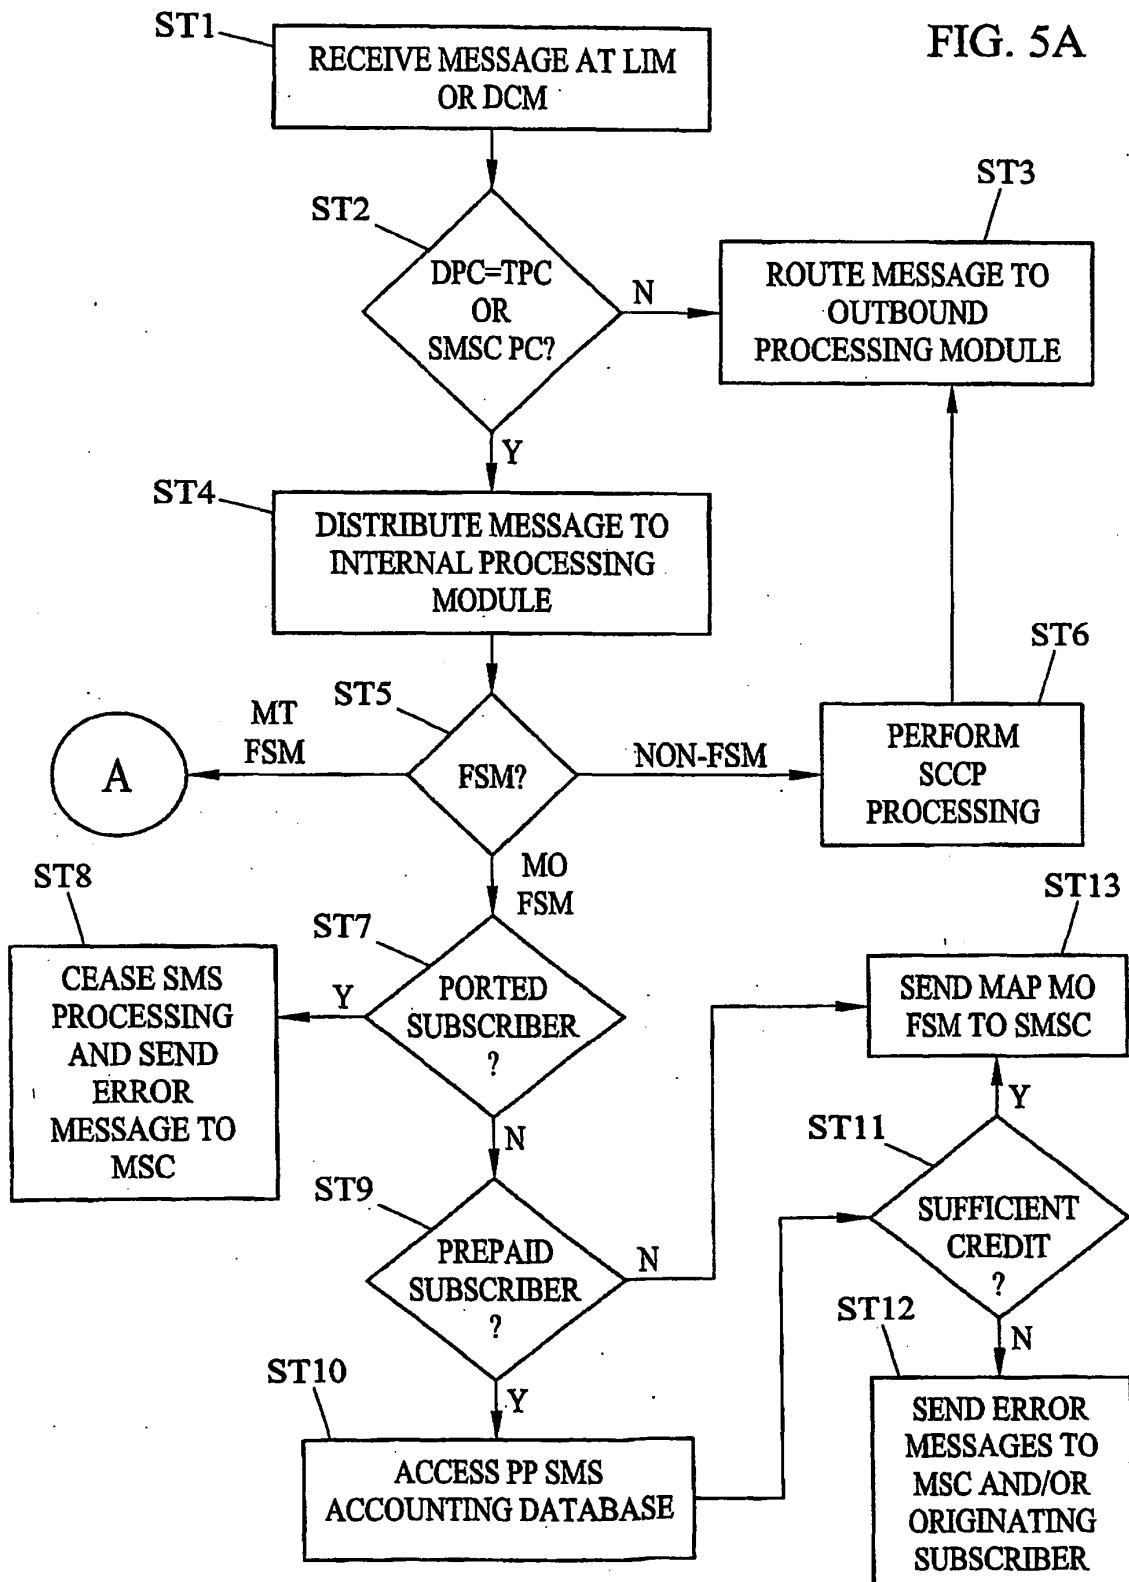 FIG. 5A
ST1
RECEIVE MESSAGE AT LIM
OR DCM
ST2
DPC=TPC
OR
SMSC PC?
N
Y
ST3
ROUTE MESSAGE TO
OUTBOUND
PROCESSING MODULE
ST4
DISTRIBUTE MESSAGE TO
INTERNAL PROCESSING
MODULE
ST5
FSM?
MT
FSM
A
NON-FSM
ST6
PERFORM
SCCP
PROCESSING
MO
FSM
ST7
PORTED
SUBSCRIBER
?
Y
N
ST8
CEASE SMS
PROCESSING
AND SEND
ERROR
MESSAGE TO
MSC
ST9
PREPAID
SUBSCRIBER
?
N
Y
ST10
ACCESS PP SMS
ACCOUNTING DATABASE
ST13
SEND MAP MO
FSM TO SMSC
Y
ST11
SUFFICIENT
CREDIT
?
N
ST12
SEND ERROR
MESSAGES TO
MSC AND/OR
ORIGINATING
SUBSCRIBER